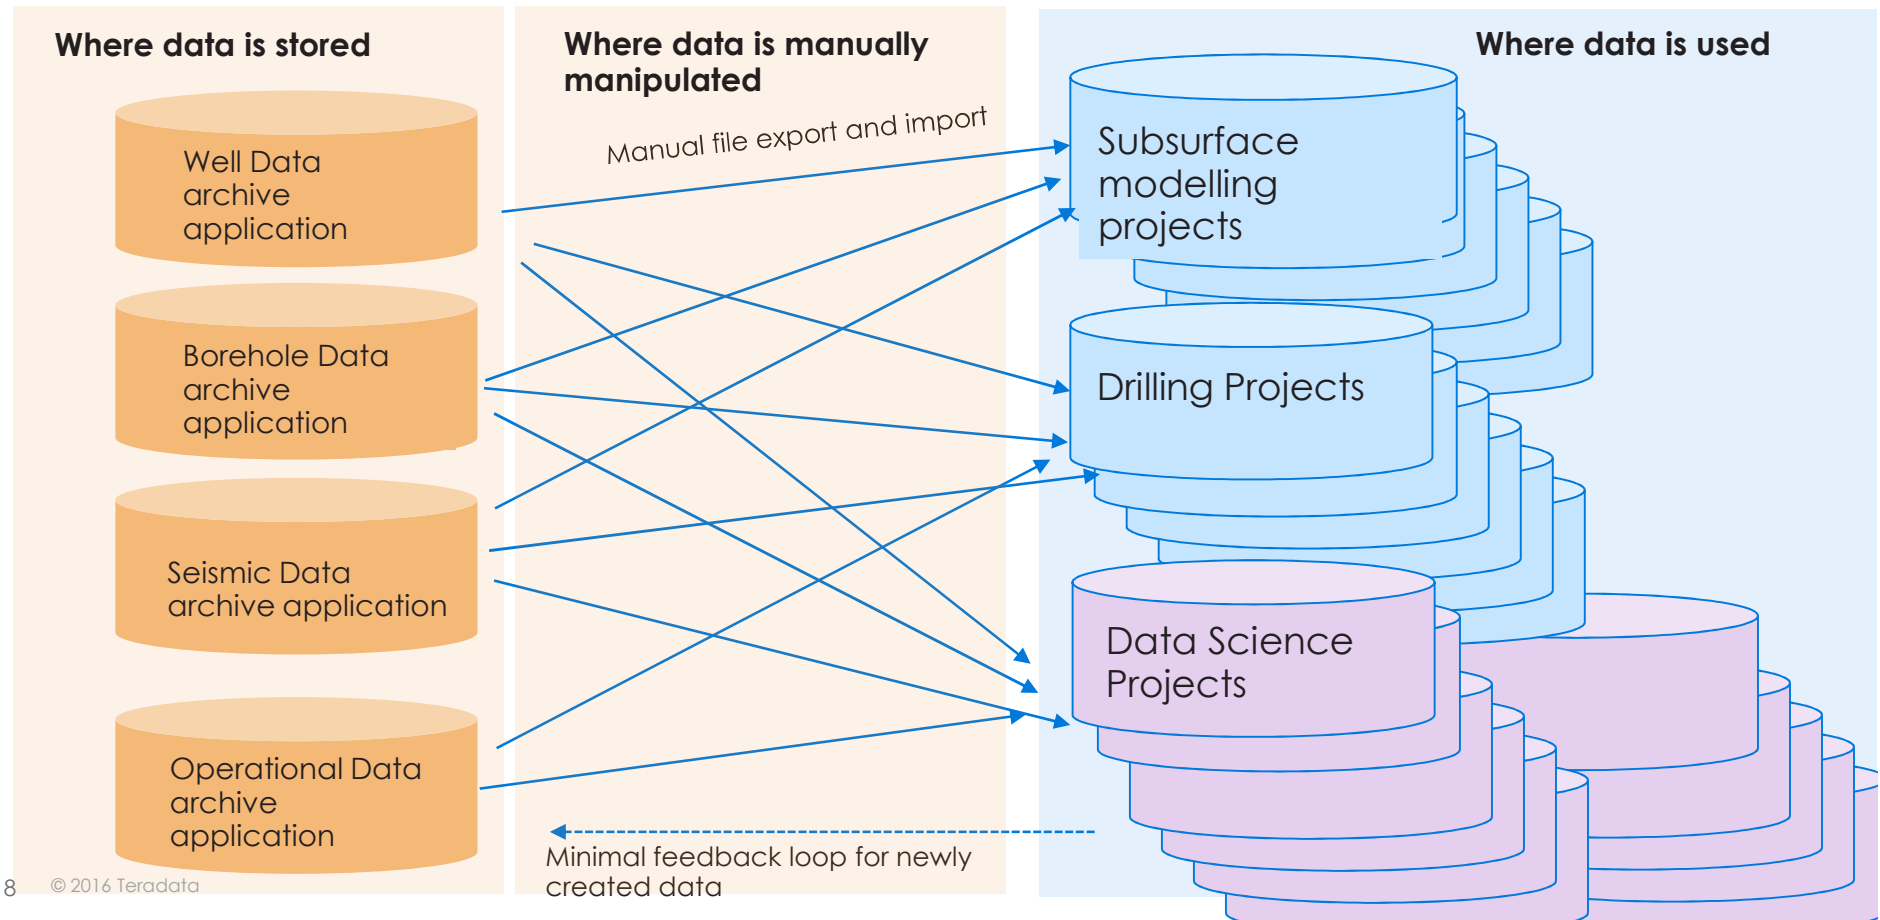 Where data is stored
Where data is manually
manipulated
Where data is used
Manual file export and import
Well Data
archive
application
Borehole Data
archive
application
Seismic Data
archive application
Operational Data
archive
application
Subsurface
modelling
projects
Drilling Projects
Data Science
Projects
Minimal feedback loop for newly
created data
8
© 2016 Teradata